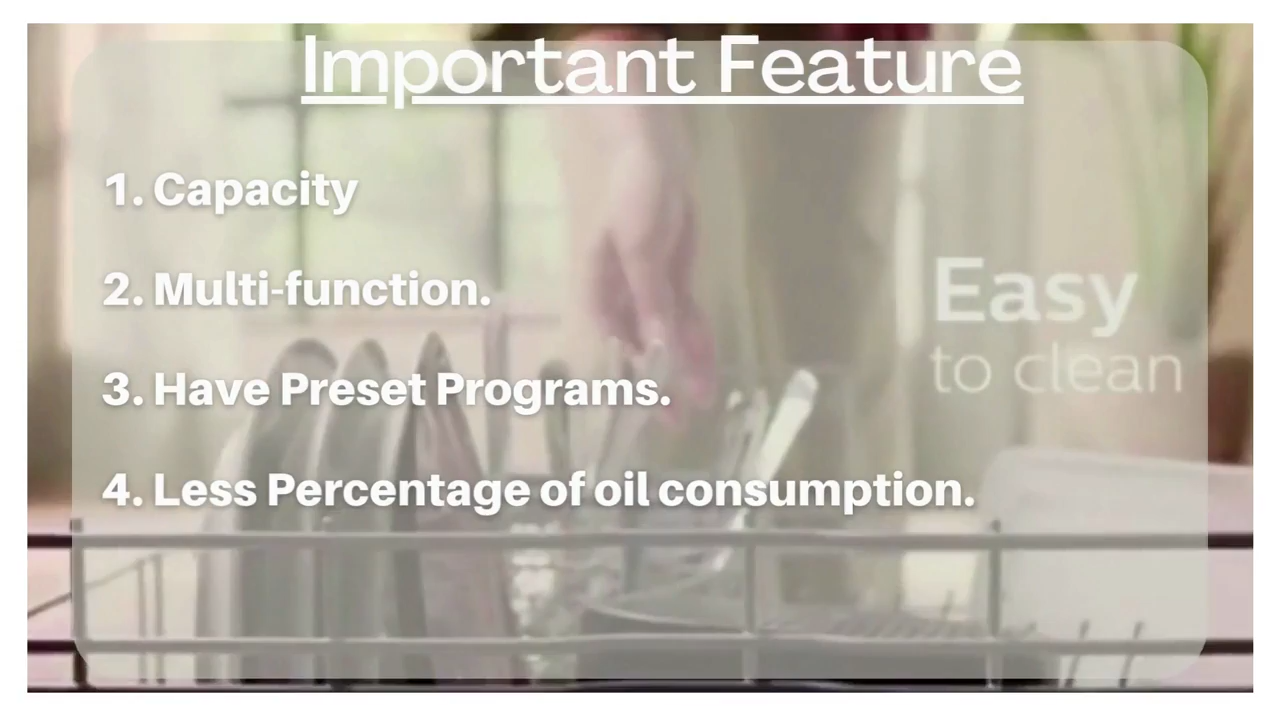 Important Feature
1. Capacity
2. Multi-function.
3. Have Preset Programs.
4. Less Percentage of oil consumption.
Easy
to clean